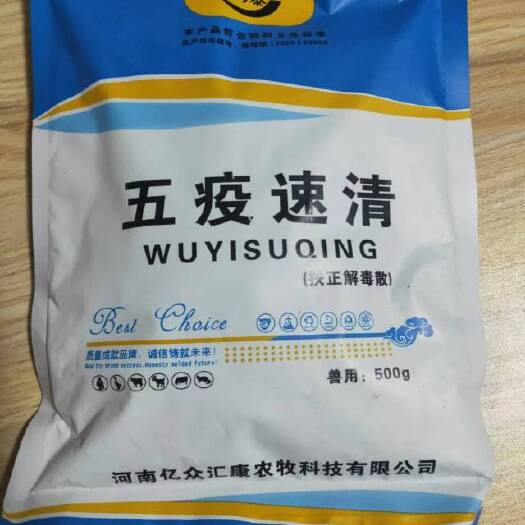 本产品符合饲料卫生标准
五疫速清
WUYISUQING
(扶正解毒散)
Best Choice
质量成就品牌，诚信铸就未来！
兽用：500g
河南亿众汇康农牧科技有限公司